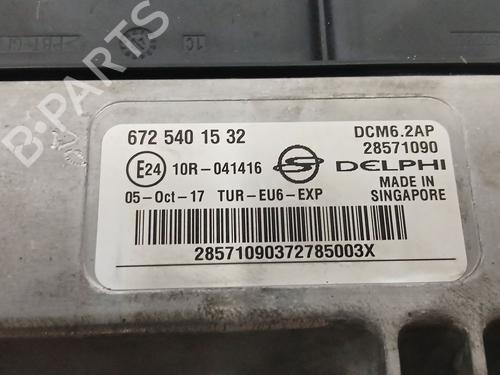 1C
672 540 15 32
DCM6.2AP
28571090
E24 10R-041416
DELPHI
05-Oct-17 TUR-EU6-EXP
MADE IN
SINGAPORE
28571090372785003X
B-PARTS